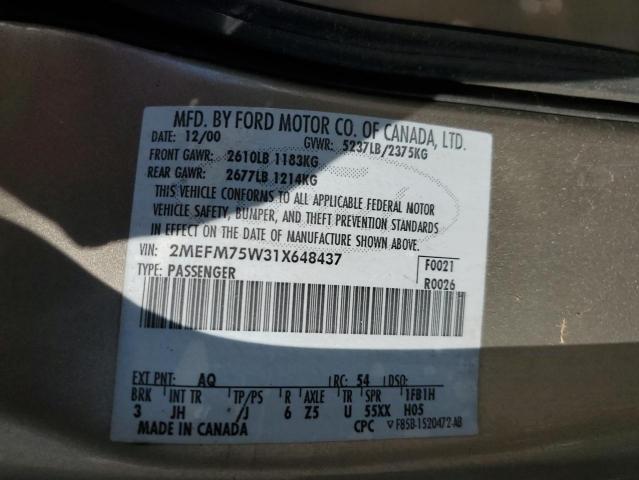 MFD. BY FORD MOTOR CO. OF CANADA, LTD.
DATE: 12/00 GVWR: 5237LB/2375KG
FRONT GAWR: 2610LB 1183KG
REAR GAWR: 2677LB 1214KG
THIS VEHICLE CONFORMS TO ALL APPLICABLE FEDERAL MOTOR
VEHICLE SAFETY, BUMPER, AND THEFT PREVENTION STANDARDS
IN EFFECT ON THE DATE OF MANUFACTURE SHOWN ABOVE.
VIN: 2MEFM75W31X648437 F0021
TYPE: PASSENGER R0026
EXT PNT: AQ RC: 54 DSO:
BRK INT TR TP/PS R AXLE TR SPR 1FB1H
3 JH /J 6 Z5 U 55XX H05
MADE IN CANADA CPC ▽ F85B-1520472-AB